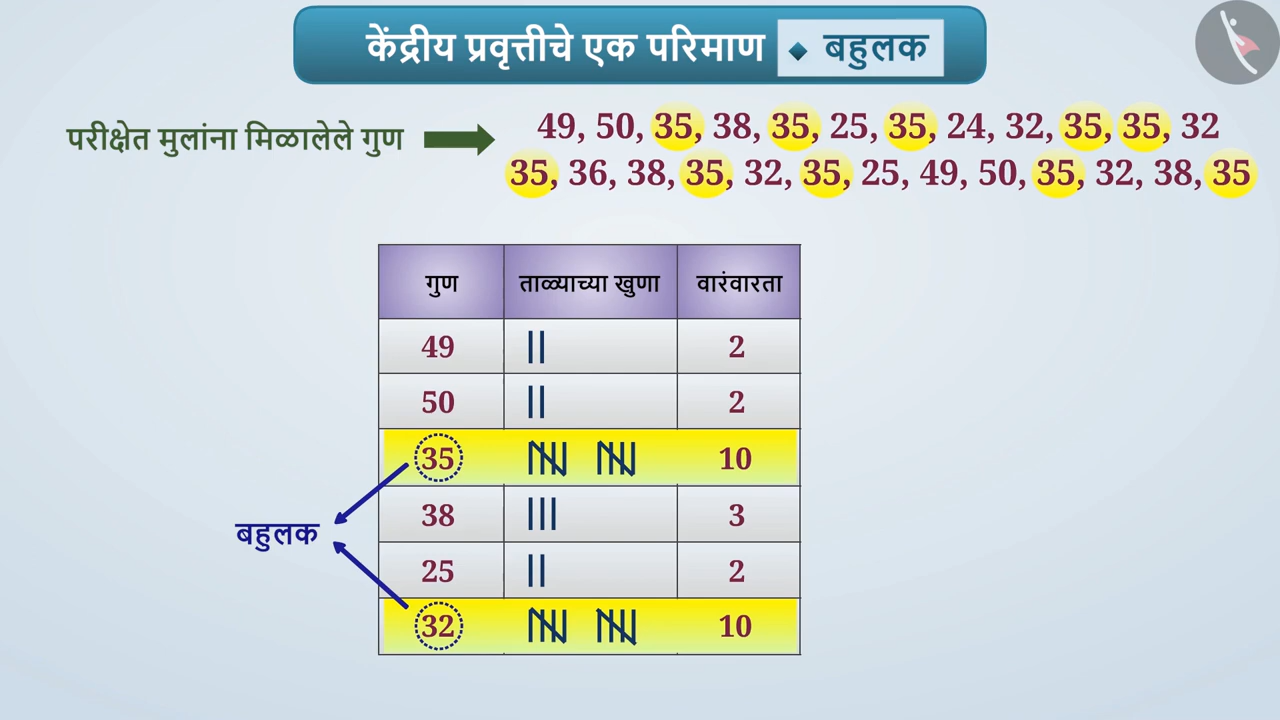 केंद्रीय प्रवृत्तीचे एक परिमाण ◆ बहुलक
परीक्षेत मुलांना मिळालेले गुण
49, 50, 35, 38, 35, 25, 35, 24, 32, 35, 35, 32
35, 36, 38, 35, 32, 35, 25, 49, 50, 35, 32, 38, 35
गुण ताळ्याच्या खुणा वारंवारता
49 2
50 2
35 10
38 3
25 2
32 10
बहुलक